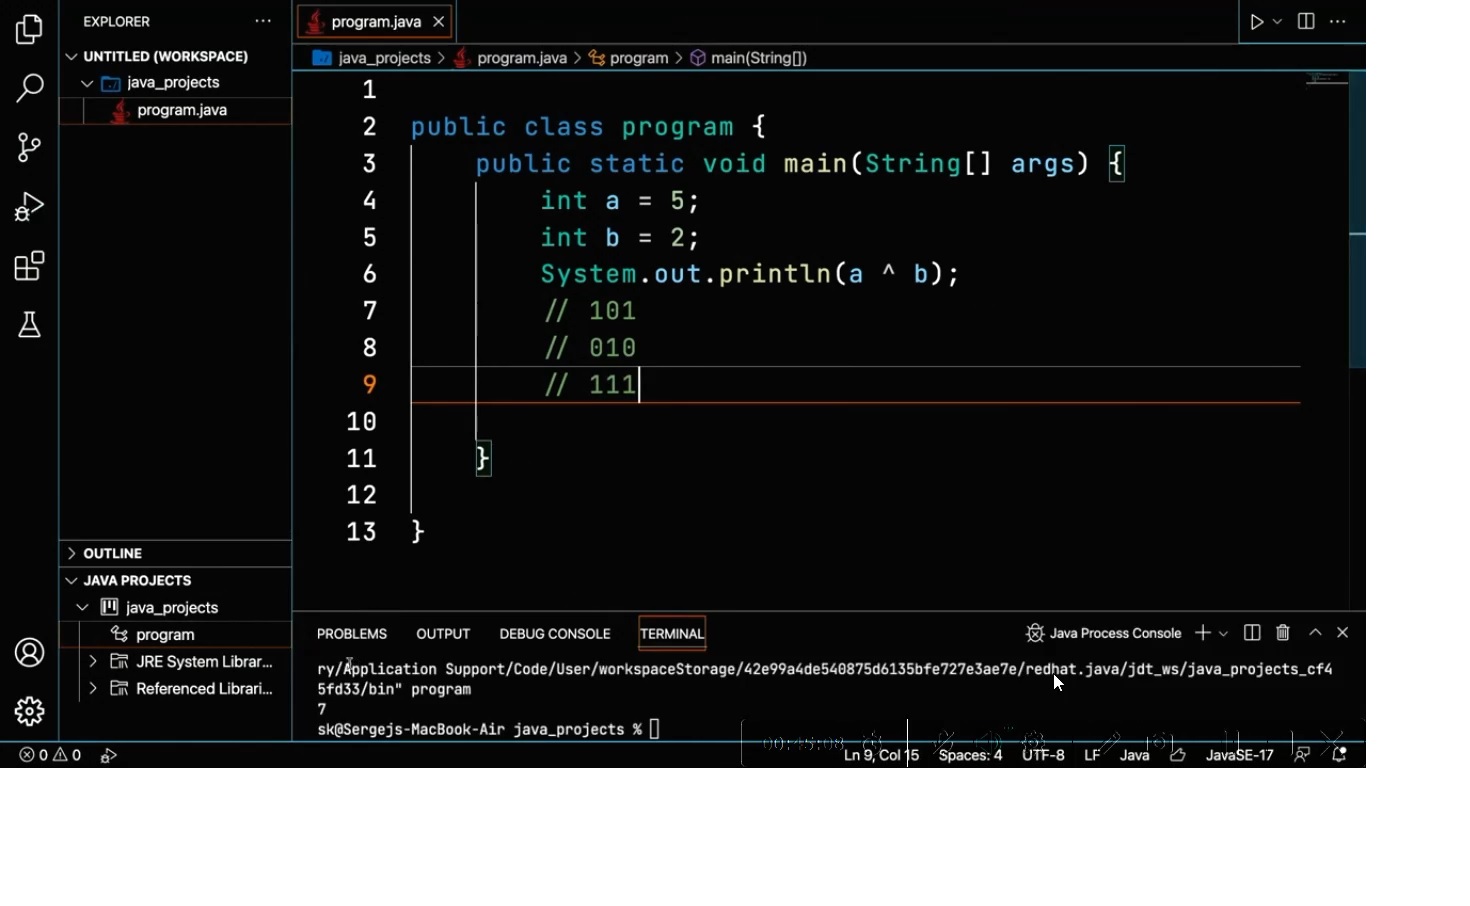 EXPLORER
UNTITLED (WORKSPACE)
java_projects
program.java
OUTLINE
JAVA PROJECTS
java_projects
program
JRE System Librar...
Referenced Librari...
program.java
java_projects > program.java > program > main(String[])
1
2 public class program {
3 public static void main(String[] args) {
4 int a = 5;
5 int b = 2;
6 System.out.println(a ^ b);
7 // 101
8 // 010
9 // 111
10
11 }
12
13 }
PROBLEMS OUTPUT DEBUG CONSOLE TERMINAL Java Process Console
ry/Application Support/Code/User/workspaceStorage/42e99a4de540875d6135bfe727e3ae7e/redhat.java/jdt_ws/java_projects_cf4
5fd33/bin" program
7
sk@Sergejs-MacBook-Air java_projects %
0 0 Ln 9, Col 15 Spaces: 4 UTF-8 LF Java JavaSE-17